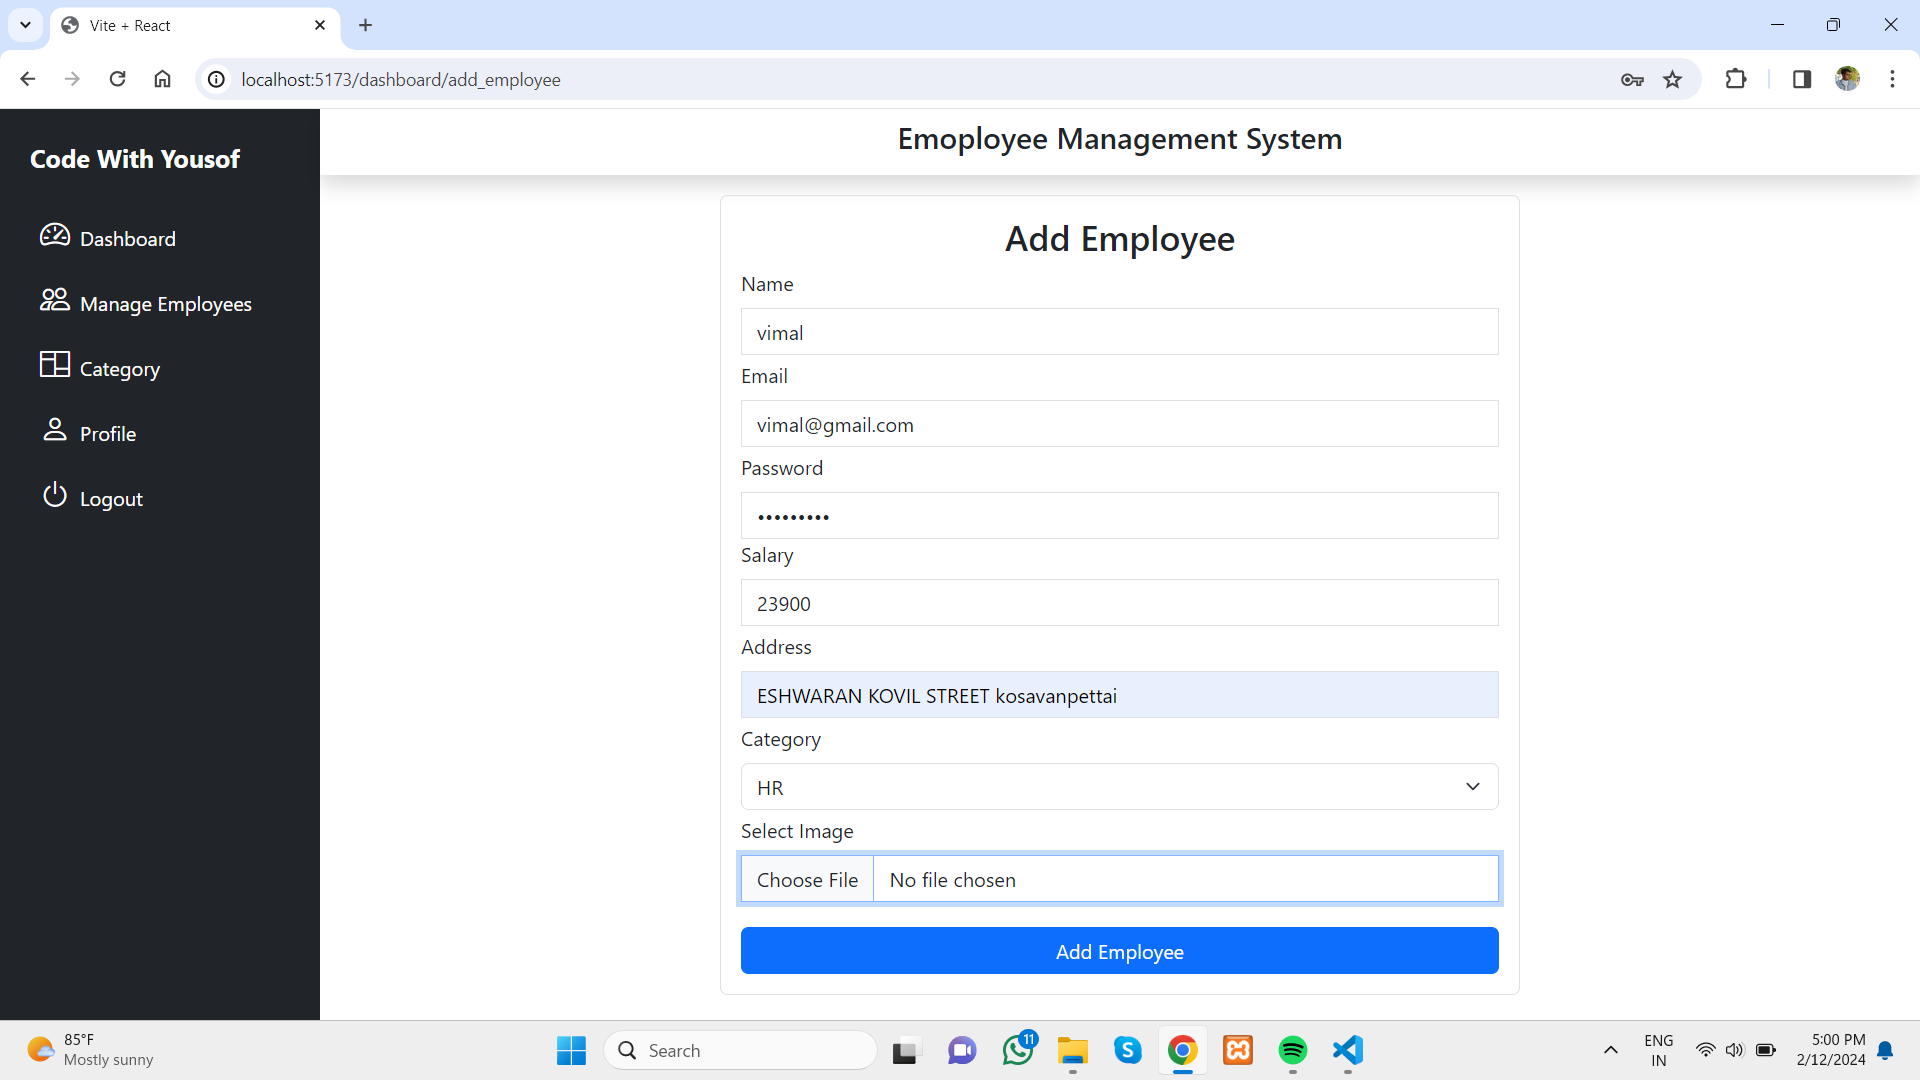 Vite + React
localhost:5173/dashboard/add_employee
Code With Yousof
Dashboard
Manage Employees
Category
Profile
Logout
Emoployee Management System
Add Employee
Name
vimal
Email
vimal@gmail.com
Password
•••••••••
Salary
23900
Address
ESHWARAN KOVIL STREET kosavanpettai
Category
HR
Select Image
Choose File No file chosen
Add Employee
85°F
Mostly sunny
Search
11
ENG
IN
5:00 PM
2/12/2024